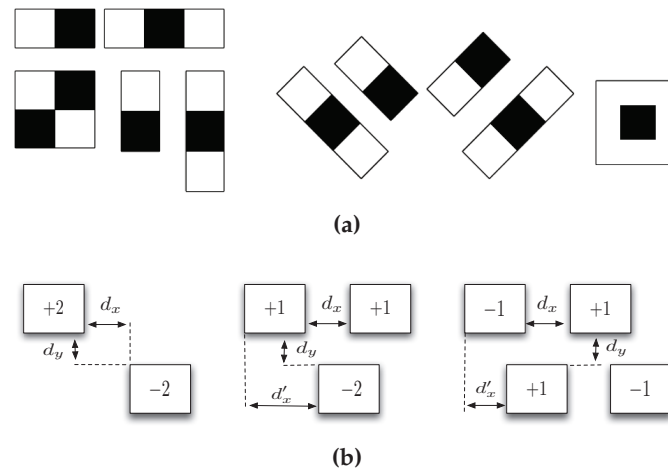 (a)
+2 d_x +1 d_x +1 −1 d_x +1
d_y d_y d_y
−2 d'_x −2 d'_x +1 −1
(b)